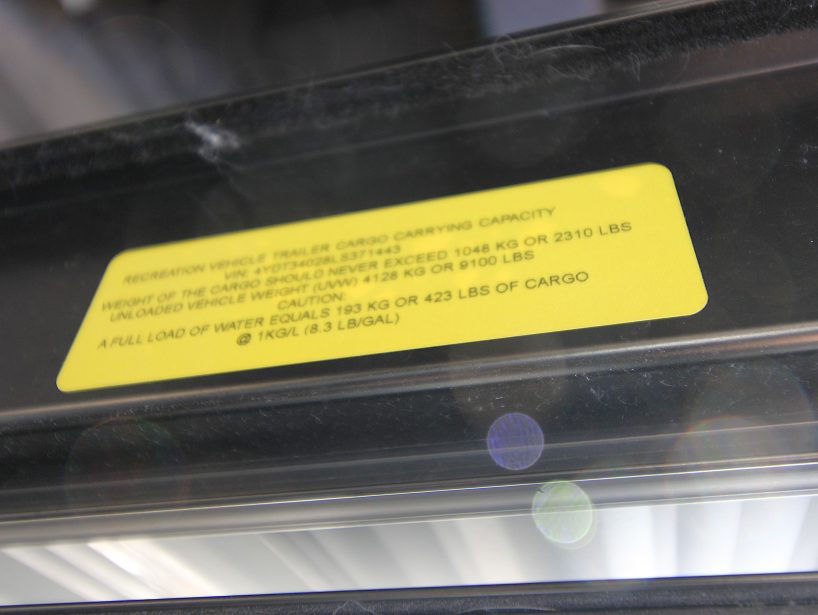 RECREATION VEHICLE TRAILER CARGO CARRYING CAPACITY
VIN: 4YDT34028LS371443
WEIGHT OF THE CARGO SHOULD NEVER EXCEED 1048 KG OR 2310 LBS
UNLOADED VEHICLE WEIGHT (UVW) 4128 KG OR 9100 LBS
CAUTION:
A FULL LOAD OF WATER EQUALS 193 KG OR 423 LBS OF CARGO
@ 1KG/L (8.3 LB/GAL)